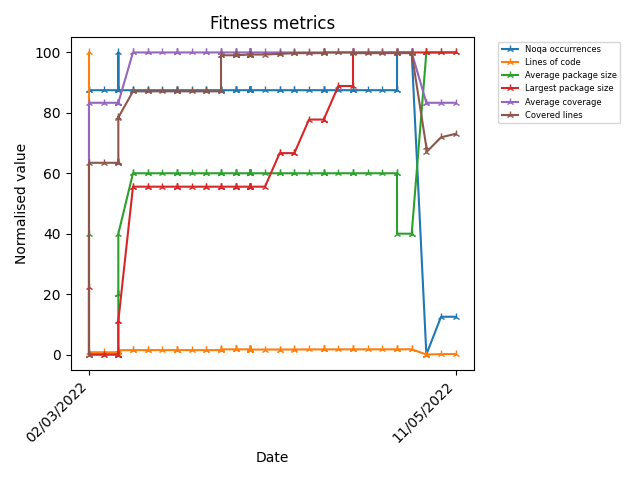 Fitness metrics
100
80
60
40
20
0
Normalised value
02/03/2022
11/05/2022
Date
Noqa occurrences
Lines of code
Average package size
Largest package size
Average coverage
Covered lines